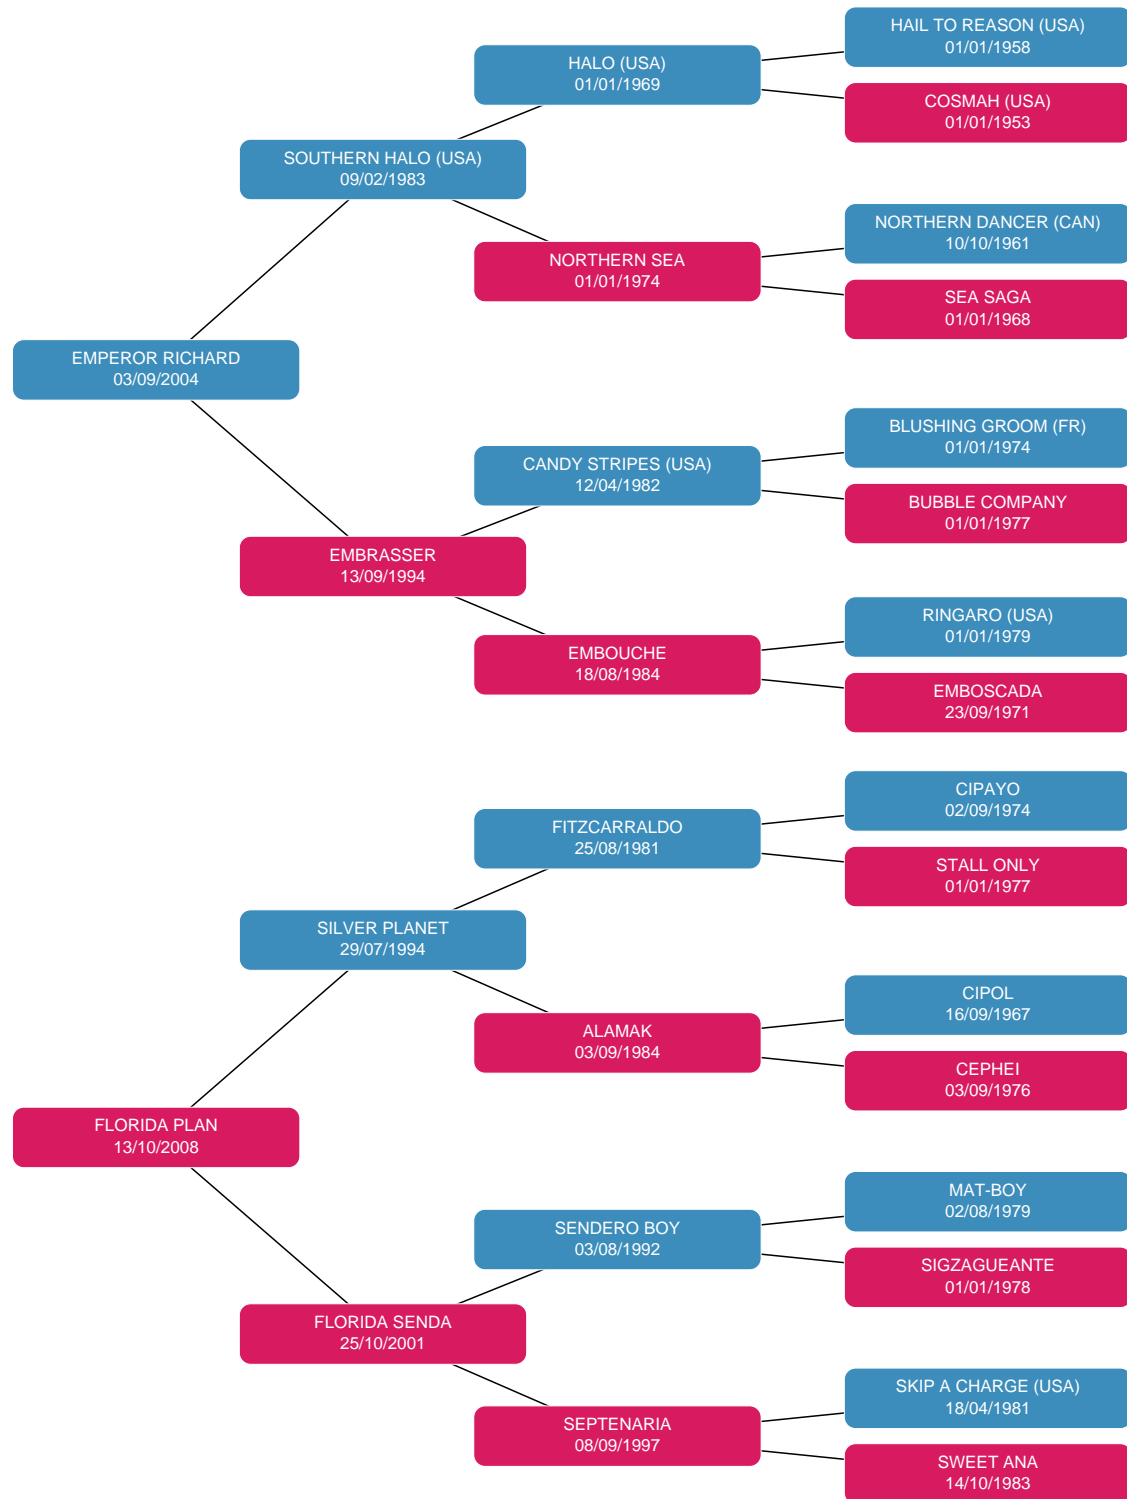 HAIL TO REASON (USA)
01/01/1958
HALO (USA)
01/01/1969
COSMAH (USA)
01/01/1953
SOUTHERN HALO (USA)
09/02/1983
NORTHERN DANCER (CAN)
10/10/1961
NORTHERN SEA
01/01/1974
SEA SAGA
01/01/1968
EMPEROR RICHARD
03/09/2004
BLUSHING GROOM (FR)
01/01/1974
CANDY STRIPES (USA)
12/04/1982
BUBBLE COMPANY
01/01/1977
EMBRASSER
13/09/1994
RINGARO (USA)
01/01/1979
EMBOUCHE
18/08/1984
EMBOSCADA
23/09/1971
CIPAYO
02/09/1974
FITZCARRALDO
25/08/1981
STALL ONLY
01/01/1977
SILVER PLANET
29/07/1994
CIPOL
16/09/1967
ALAMAK
03/09/1984
CEPHEI
03/09/1976
FLORIDA PLAN
13/10/2008
MAT-BOY
02/08/1979
SENDERO BOY
03/08/1992
SIGZAGUEANTE
01/01/1978
FLORIDA SENDA
25/10/2001
SKIP A CHARGE (USA)
18/04/1981
SEPTENARIA
08/09/1997
SWEET ANA
14/10/1983